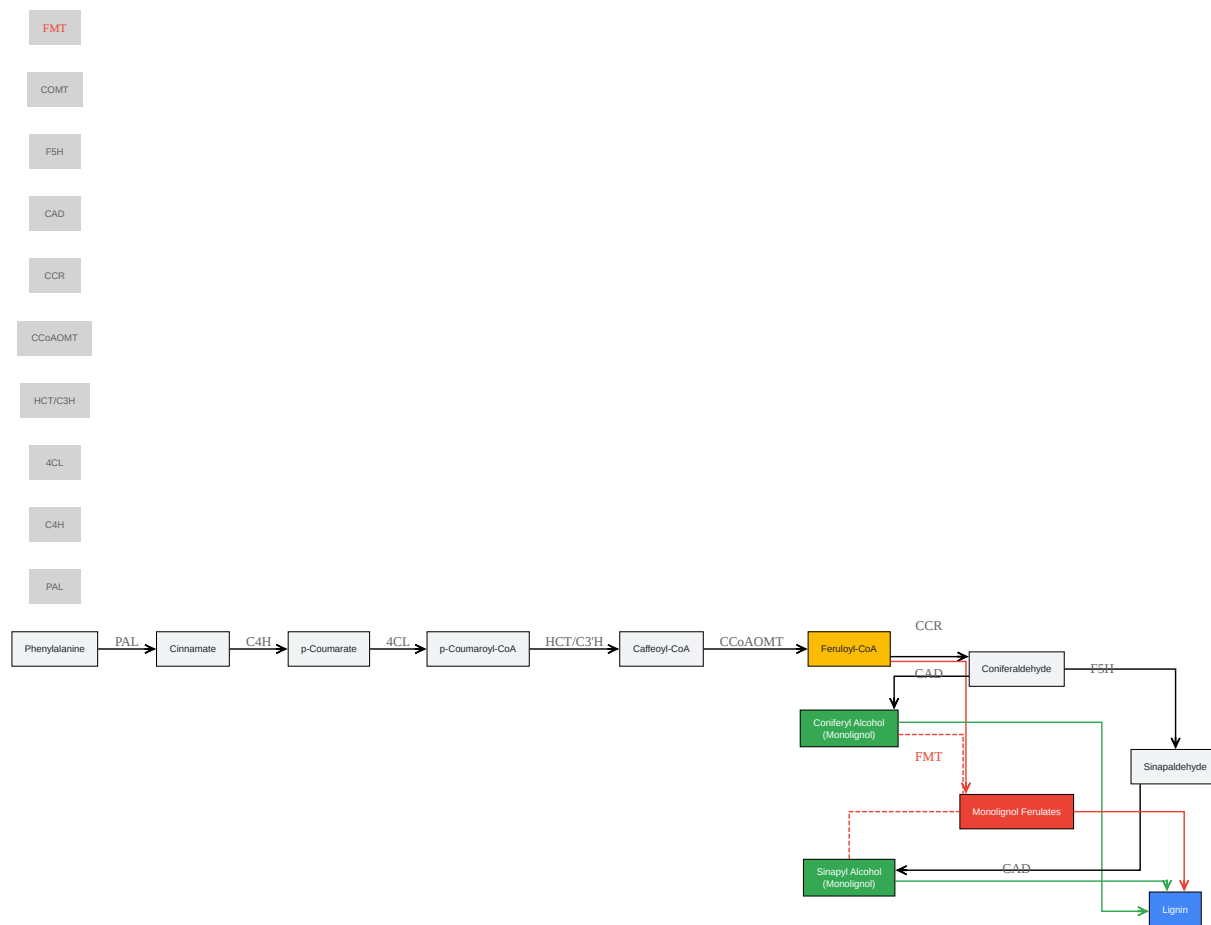 FMT
COMT
F5H
CAD
CCR
CCoAOMT
HCT/C3H
4CL
C4H
PAL
Phenylalanine
PAL
Cinnamate
C4H
p-Coumarate
4CL
p-Coumaroyl-CoA
HCT/C3'H
Caffeoyl-CoA
CCoAOMT
Feruloyl-CoA
CCR
Coniferaldehyde
F5H
CAD
Coniferyl Alcohol
(Monolignol)
FMT
Sinapaldehyde
Monolignol Ferulates
Sinapyl Alcohol
(Monolignol)
CAD
Lignin